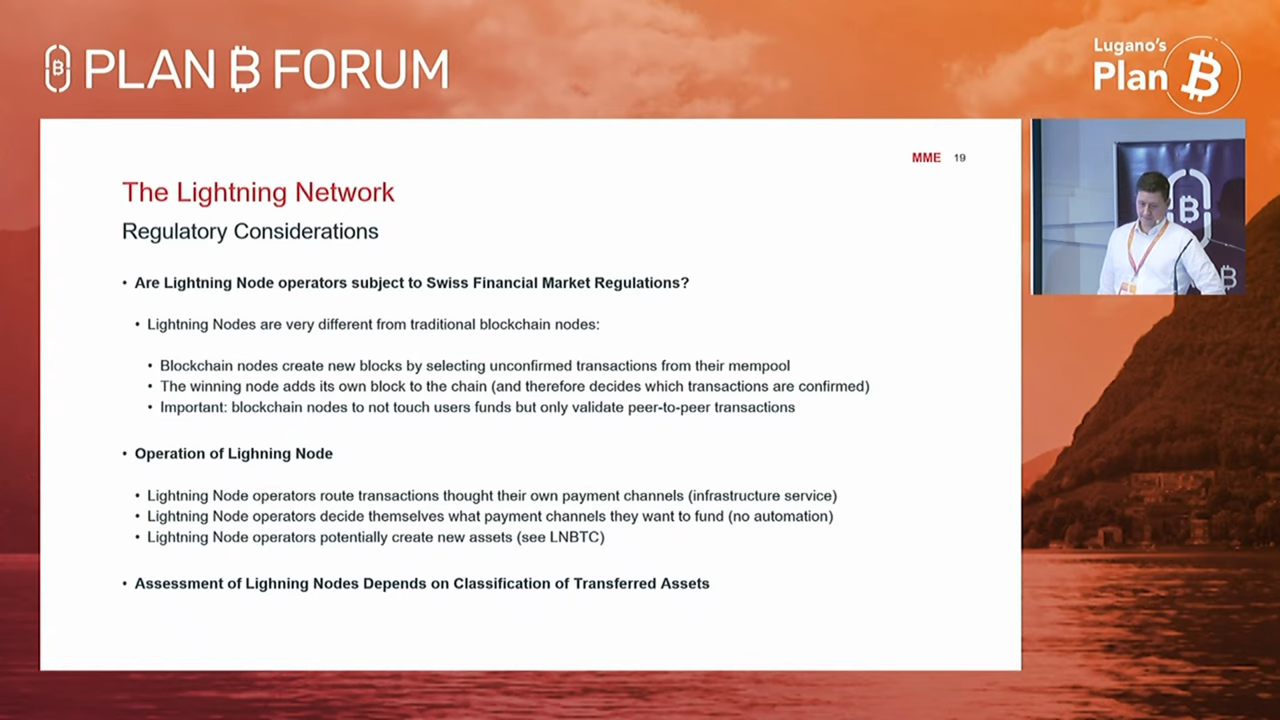 PLAN B FORUM
Lugano's
Plan B
MME 19
The Lightning Network
Regulatory Considerations
• Are Lightning Node operators subject to Swiss Financial Market Regulations?
• Lightning Nodes are very different from traditional blockchain nodes:
• Blockchain nodes create new blocks by selecting unconfirmed transactions from their mempool
• The winning node adds its own block to the chain (and therefore decides which transactions are confirmed)
• Important: blockchain nodes to not touch users funds but only validate peer-to-peer transactions
• Operation of Lighning Node
• Lightning Node operators route transactions thought their own payment channels (infrastructure service)
• Lightning Node operators decide themselves what payment channels they want to fund (no automation)
• Lightning Node operators potentially create new assets (see LNBTC)
• Assessment of Lighning Nodes Depends on Classification of Transferred Assets